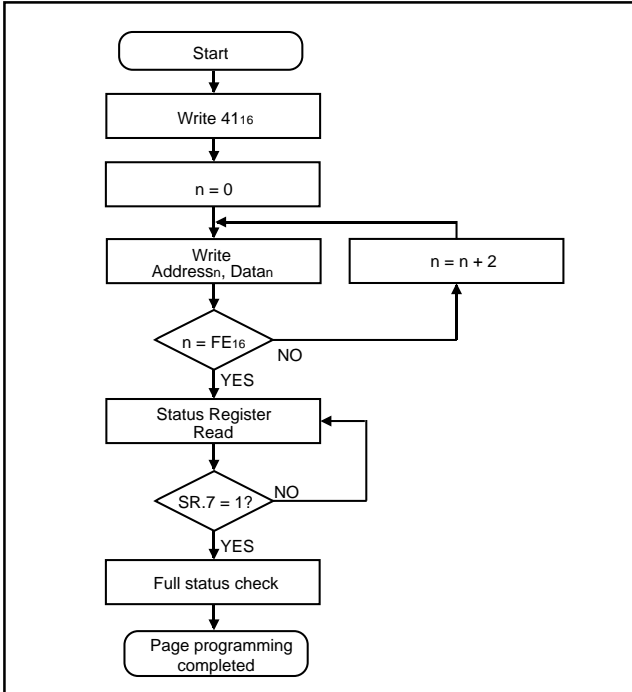 Start
Write 41₁₆
n = 0
Write
Addressn, Datan
n = n + 2
n = FE₁₆
NO
YES
Status Register
Read
SR.7 = 1?
NO
YES
Full status check
Page programming
completed